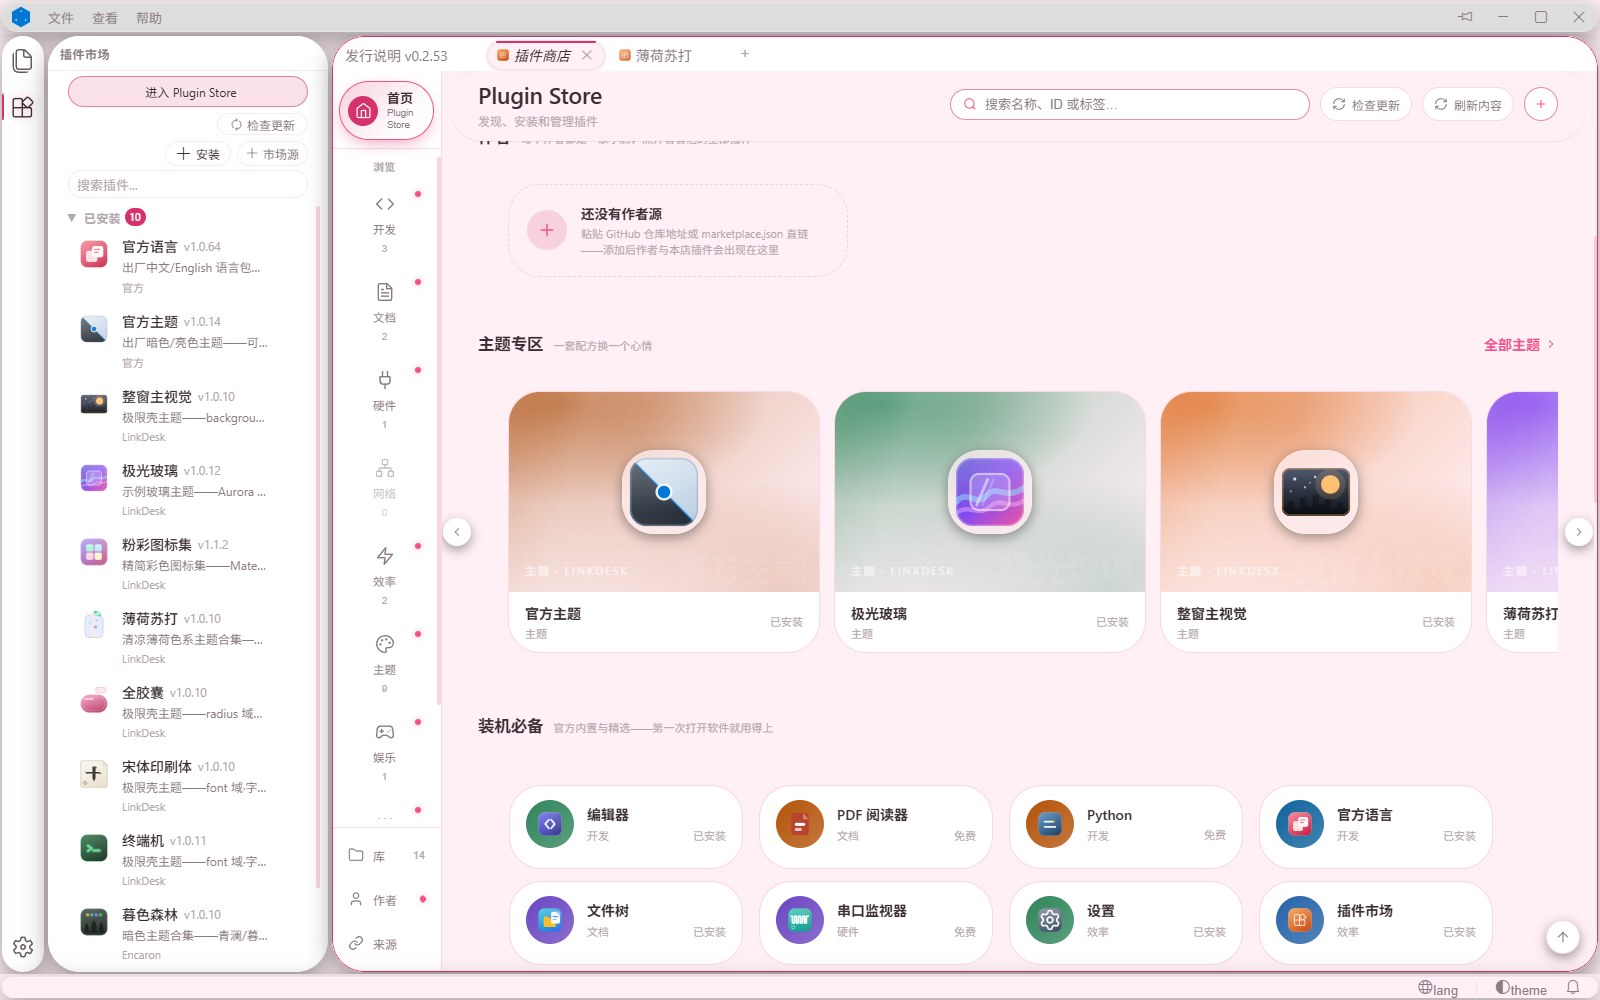 文件 查看 帮助
插件市场
进入 Plugin Store
检查更新
安装 市场源
搜索插件...
已安装 10
官方语言 v1.0.64
出厂中文/English 语言包...
官方
官方主题 v1.0.14
出厂暗色/亮色主题——可...
官方
整窗主视觉 v1.0.10
极限壳主题——backgrou...
LinkDesk
极光玻璃 v1.0.12
示例玻璃主题——Aurora ...
LinkDesk
粉彩图标集 v1.1.2
精简彩色图标集——Mate...
LinkDesk
薄荷苏打 v1.0.10
清凉薄荷色系主题合集—...
LinkDesk
全胶囊 v1.0.10
极限壳主题——radius 域...
LinkDesk
宋体印刷体 v1.0.10
极限壳主题——font 域·字...
LinkDesk
终端机 v1.0.11
极限壳主题——font 域·字...
LinkDesk
暮色森林 v1.0.10
暗色主题合集——青澜/暮...
Encaron
发行说明 v0.2.53
插件商店
薄荷苏打
首页
Plugin
Store
浏览
开发
3
文档
2
硬件
1
网络
0
效率
2
主题
9
娱乐
1
...
库 14
作者
来源
Plugin Store
发现、安装和管理插件
搜索名称、ID 或标签...
检查更新
刷新内容
还没有作者源
粘贴 GitHub 仓库地址或 marketplace.json 直链
——添加后作者与本店插件会出现在这里
主题专区 一套配方换一个心情
全部主题
主题 · LINKDESK
官方主题
主题
已安装
主题 · LINKDESK
极光玻璃
主题
已安装
主题 · LINKDESK
整窗主视觉
主题
已安装
主题 · LI
薄荷苏打
主题
装机必备 官方内置与精选——第一次打开软件就用得上
编辑器
开发 已安装
PDF 阅读器
文档 免费
Python
开发 免费
官方语言
开发 已安装
文件树
文档 已安装
串口监视器
硬件 免费
设置
效率 已安装
插件市场
效率 已安装
lang
theme